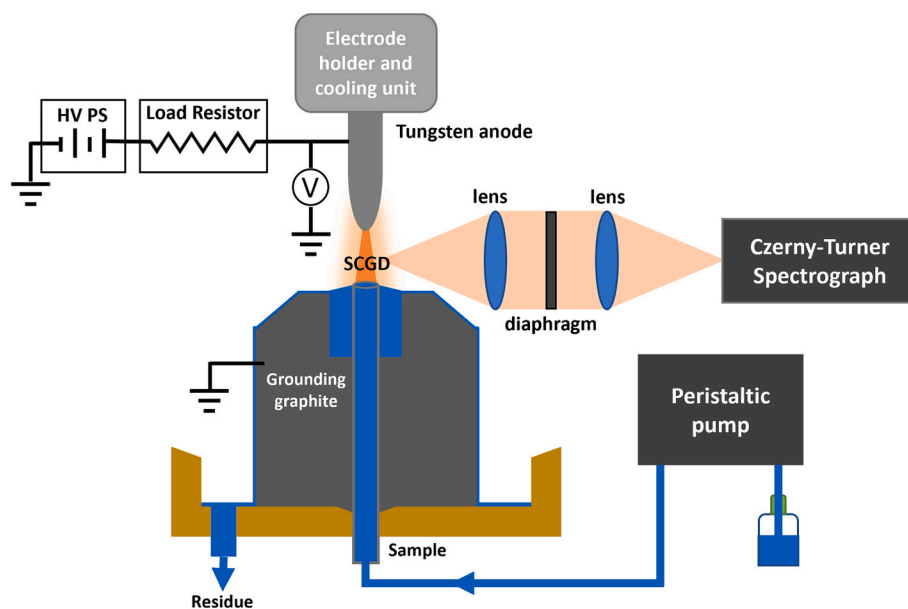 Electrode
holder and
cooling unit
HV PS
Load Resistor
Tungsten anode
V
lens
lens
SCGD
Czerny-Turner
Spectrograph
diaphragm
Grounding
graphite
Peristaltic
pump
Sample
Residue